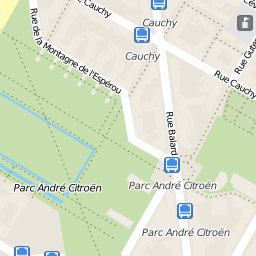 Rue Cauchy
Cauchy
Rue de la Montagne de l'Espérou
Cauchy
Rue Cauchy
Rue Balard
Parc André Citroën
Parc André Citroën
Parc André Citroën